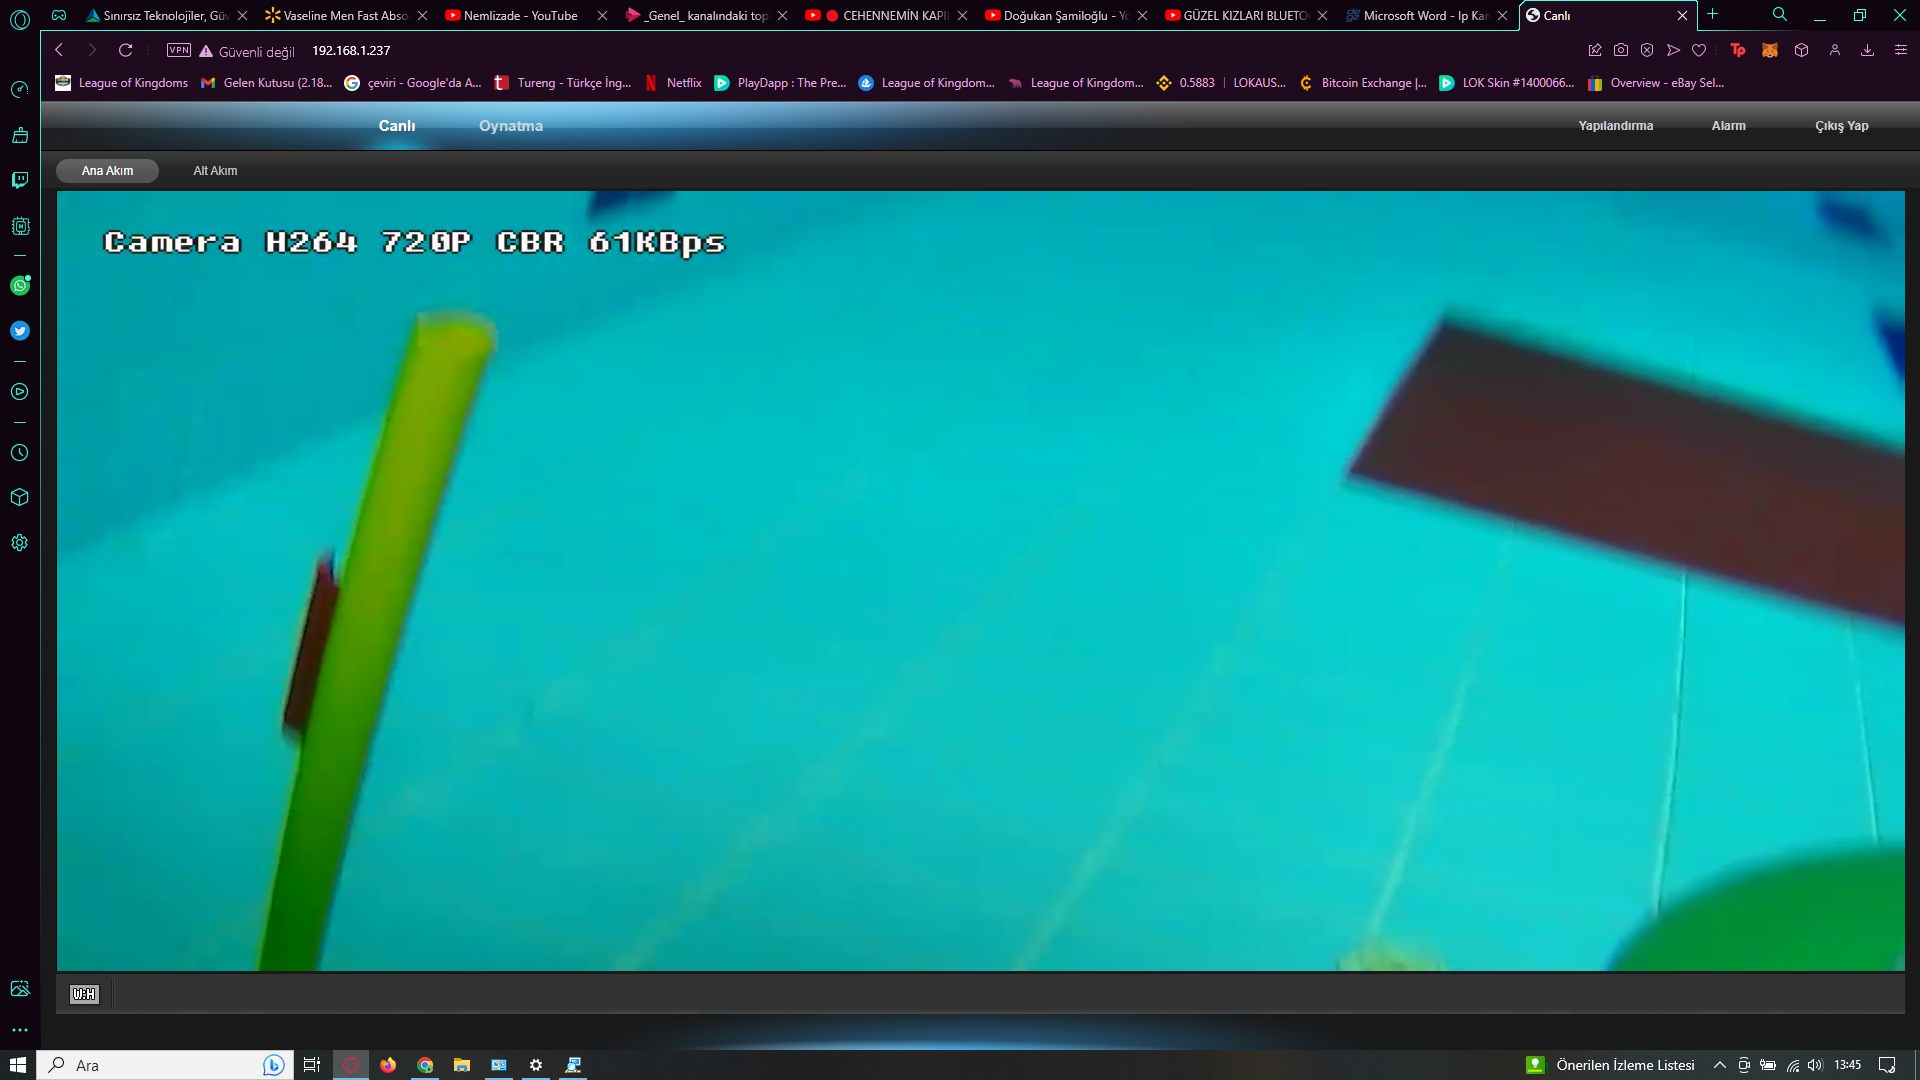 Sınırsız Teknolojiler, Güv
Vaseline Men Fast Abso
Nemlizade - YouTube
_Genel_ kanalındaki top
CEHENNEMİN KAPI
Doğukan Şamiloğlu - Yo
GÜZEL KIZLARI BLUETO
Microsoft Word - Ip Kam
Canlı
VPN
Güvenli değil
192.168.1.237
Tp
League of Kingdoms
Gelen Kutusu (2.18...
çeviri - Google'da A...
Tureng - Türkçe İng...
Netflix
PlayDapp : The Pre...
League of Kingdom...
League of Kingdom...
0.5883 | LOKAUS...
Bitcoin Exchange |...
LOK Skin #1400066...
Overview - eBay Sel...
Canlı
Oynatma
Yapılandırma
Alarm
Çıkış Yap
Ana Akım
Alt Akım
Camera H264 720P CBR 61KBps
W:H
Ara
Önerilen İzleme Listesi
13:45